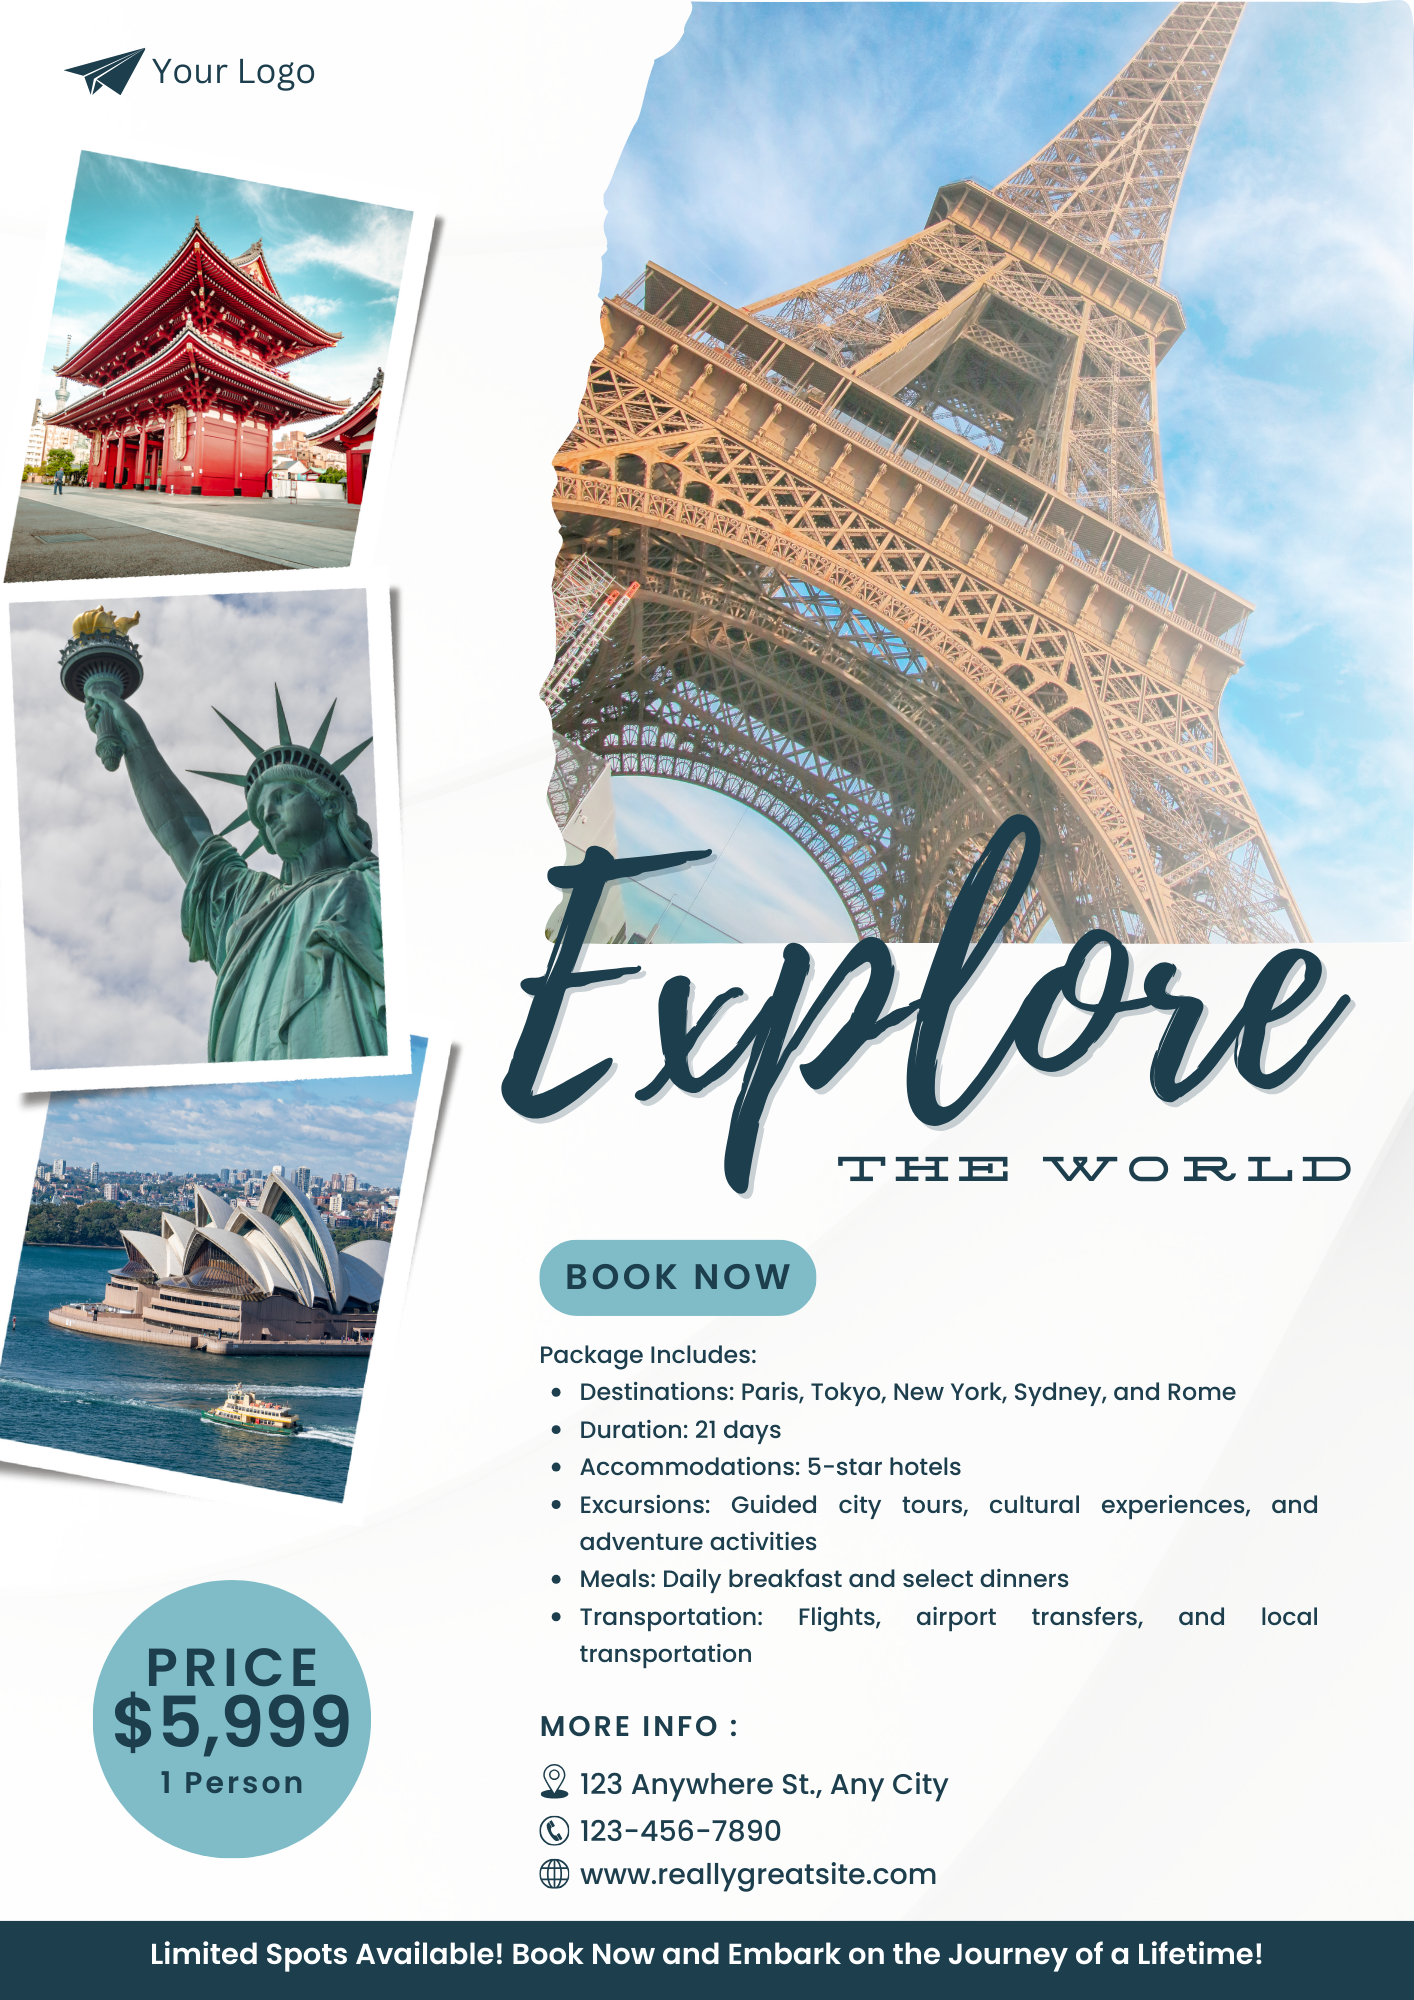 Your Logo
Explore
THE WORLD
BOOK NOW
Package Includes:
• Destinations: Paris, Tokyo, New York, Sydney, and Rome
• Duration: 21 days
• Accommodations: 5-star hotels
• Excursions: Guided city tours, cultural experiences, and
adventure activities
• Meals: Daily breakfast and select dinners
• Transportation: Flights, airport transfers, and local
transportation
PRICE
$5,999
1 Person
MORE INFO :
123 Anywhere St., Any City
123-456-7890
www.reallygreatsite.com
Limited Spots Available! Book Now and Embark on the Journey of a Lifetime!